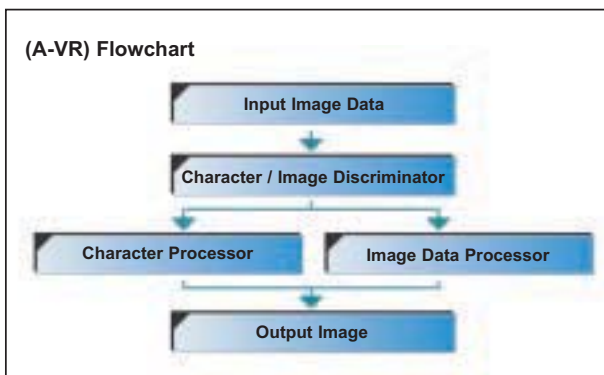 (A-VR) Flowchart
Input Image Data
Character / Image Discriminator
Character Processor
Image Data Processor
Output Image